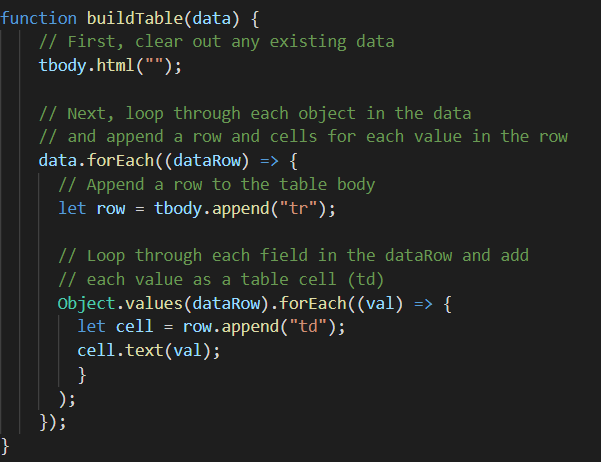 function buildTable(data) {
// First, clear out any existing data
tbody.html("");
// Next, loop through each object in the data
// and append a row and cells for each value in the row
data.forEach((dataRow) => {
// Append a row to the table body
let row = tbody.append("tr");
// Loop through each field in the dataRow and add
// each value as a table cell (td)
Object.values(dataRow).forEach((val) => {
let cell = row.append("td");
cell.text(val);
}
);
});
}